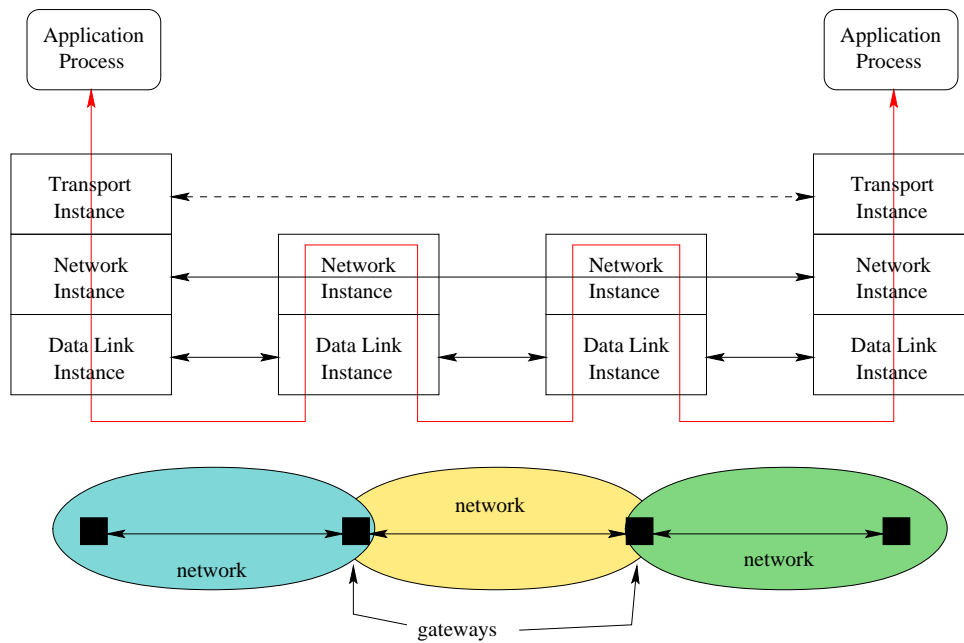 Application
Process
Application
Process
Transport
Instance
Transport
Instance
Network
Instance
Network
Instance
Network
Instance
Network
Instance
Data Link
Instance
Data Link
Instance
Data Link
Instance
Data Link
Instance
network
network
network
gateways